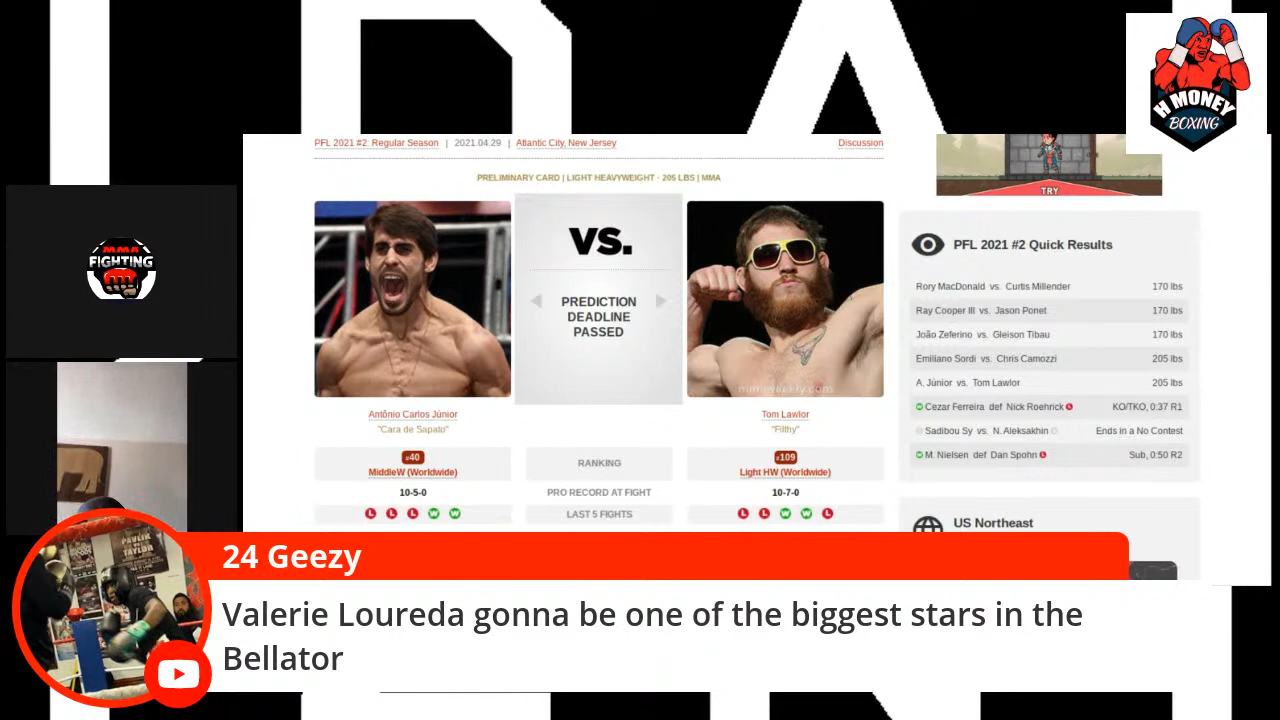 H MONEY
BOXING
MMA
FIGHTING
PFL 2021 #2: Regular Season | 2021.04.29 | Atlantic City, New Jersey
Discussion
PRELIMINARY CARD | LIGHT HEAVYWEIGHT · 205 LBS | MMA
VS.
PREDICTION
DEADLINE
PASSED
Antônio Carlos Júnior
"Cara de Sapato"
Tom Lawlor
"Filthy"
#40
MiddleW (Worldwide)
RANKING
#109
Light HW (Worldwide)
10-5-0
PRO RECORD AT FIGHT
10-7-0
L L L W W
LAST 5 FIGHTS
L L W W L
TRY
PFL 2021 #2 Quick Results
Rory MacDonald vs. Curtis Millender 170 lbs
Ray Cooper III vs. Jason Ponet 170 lbs
João Zeferino vs. Gleison Tibau 170 lbs
Emiliano Sordi vs. Chris Camozzi 205 lbs
A. Júnior vs. Tom Lawlor 205 lbs
W Cezar Ferreira def Nick Roehrick L KO/TKO, 0:37 R1
Sadibou Sy vs. N. Aleksakhin Ends in a No Contest
W M. Nielsen def Dan Spohn L Sub, 0:50 R2
US Northeast
PAVLIK
TAYLOR
24 Geezy
Valerie Loureda gonna be one of the biggest stars in the
Bellator